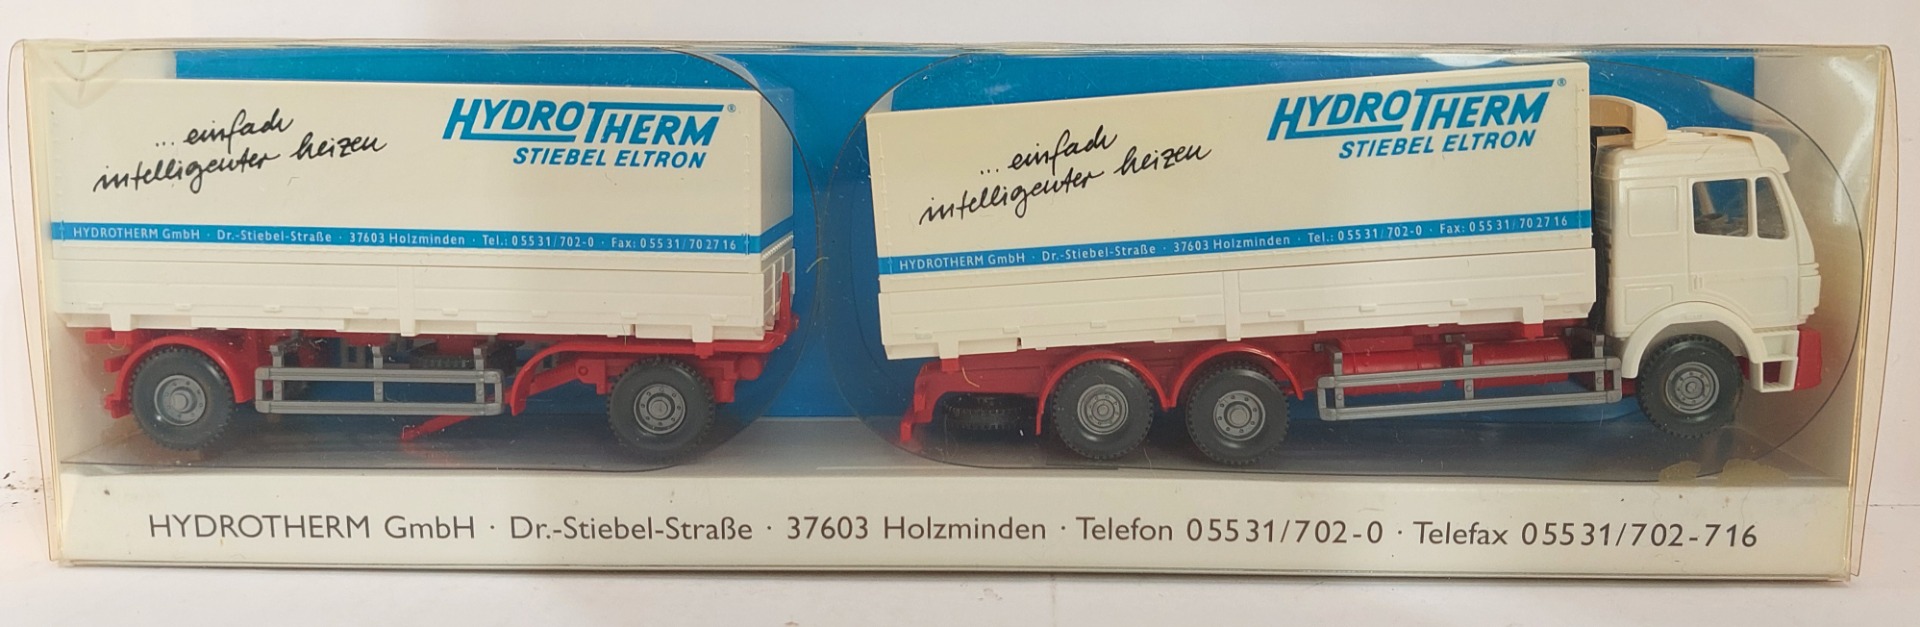 ... einfach
intelligenter heizen
HYDROTHERM®
STIEBEL ELTRON
HYDROTHERM GmbH · Dr.-Stiebel-Straße · 37603 Holzminden · Tel.: 05531/702-0 · Fax: 05531/702716
... einfach
intelligenter heizen
HYDROTHERM®
STIEBEL ELTRON
HYDROTHERM GmbH · Dr.-Stiebel-Straße · 37603 Holzminden · Tel.: 05531/702-0 · Fax: 05531/702716
HYDROTHERM GmbH · Dr.-Stiebel-Straße · 37603 Holzminden · Telefon 05531/702-0 · Telefax 05531/702-716